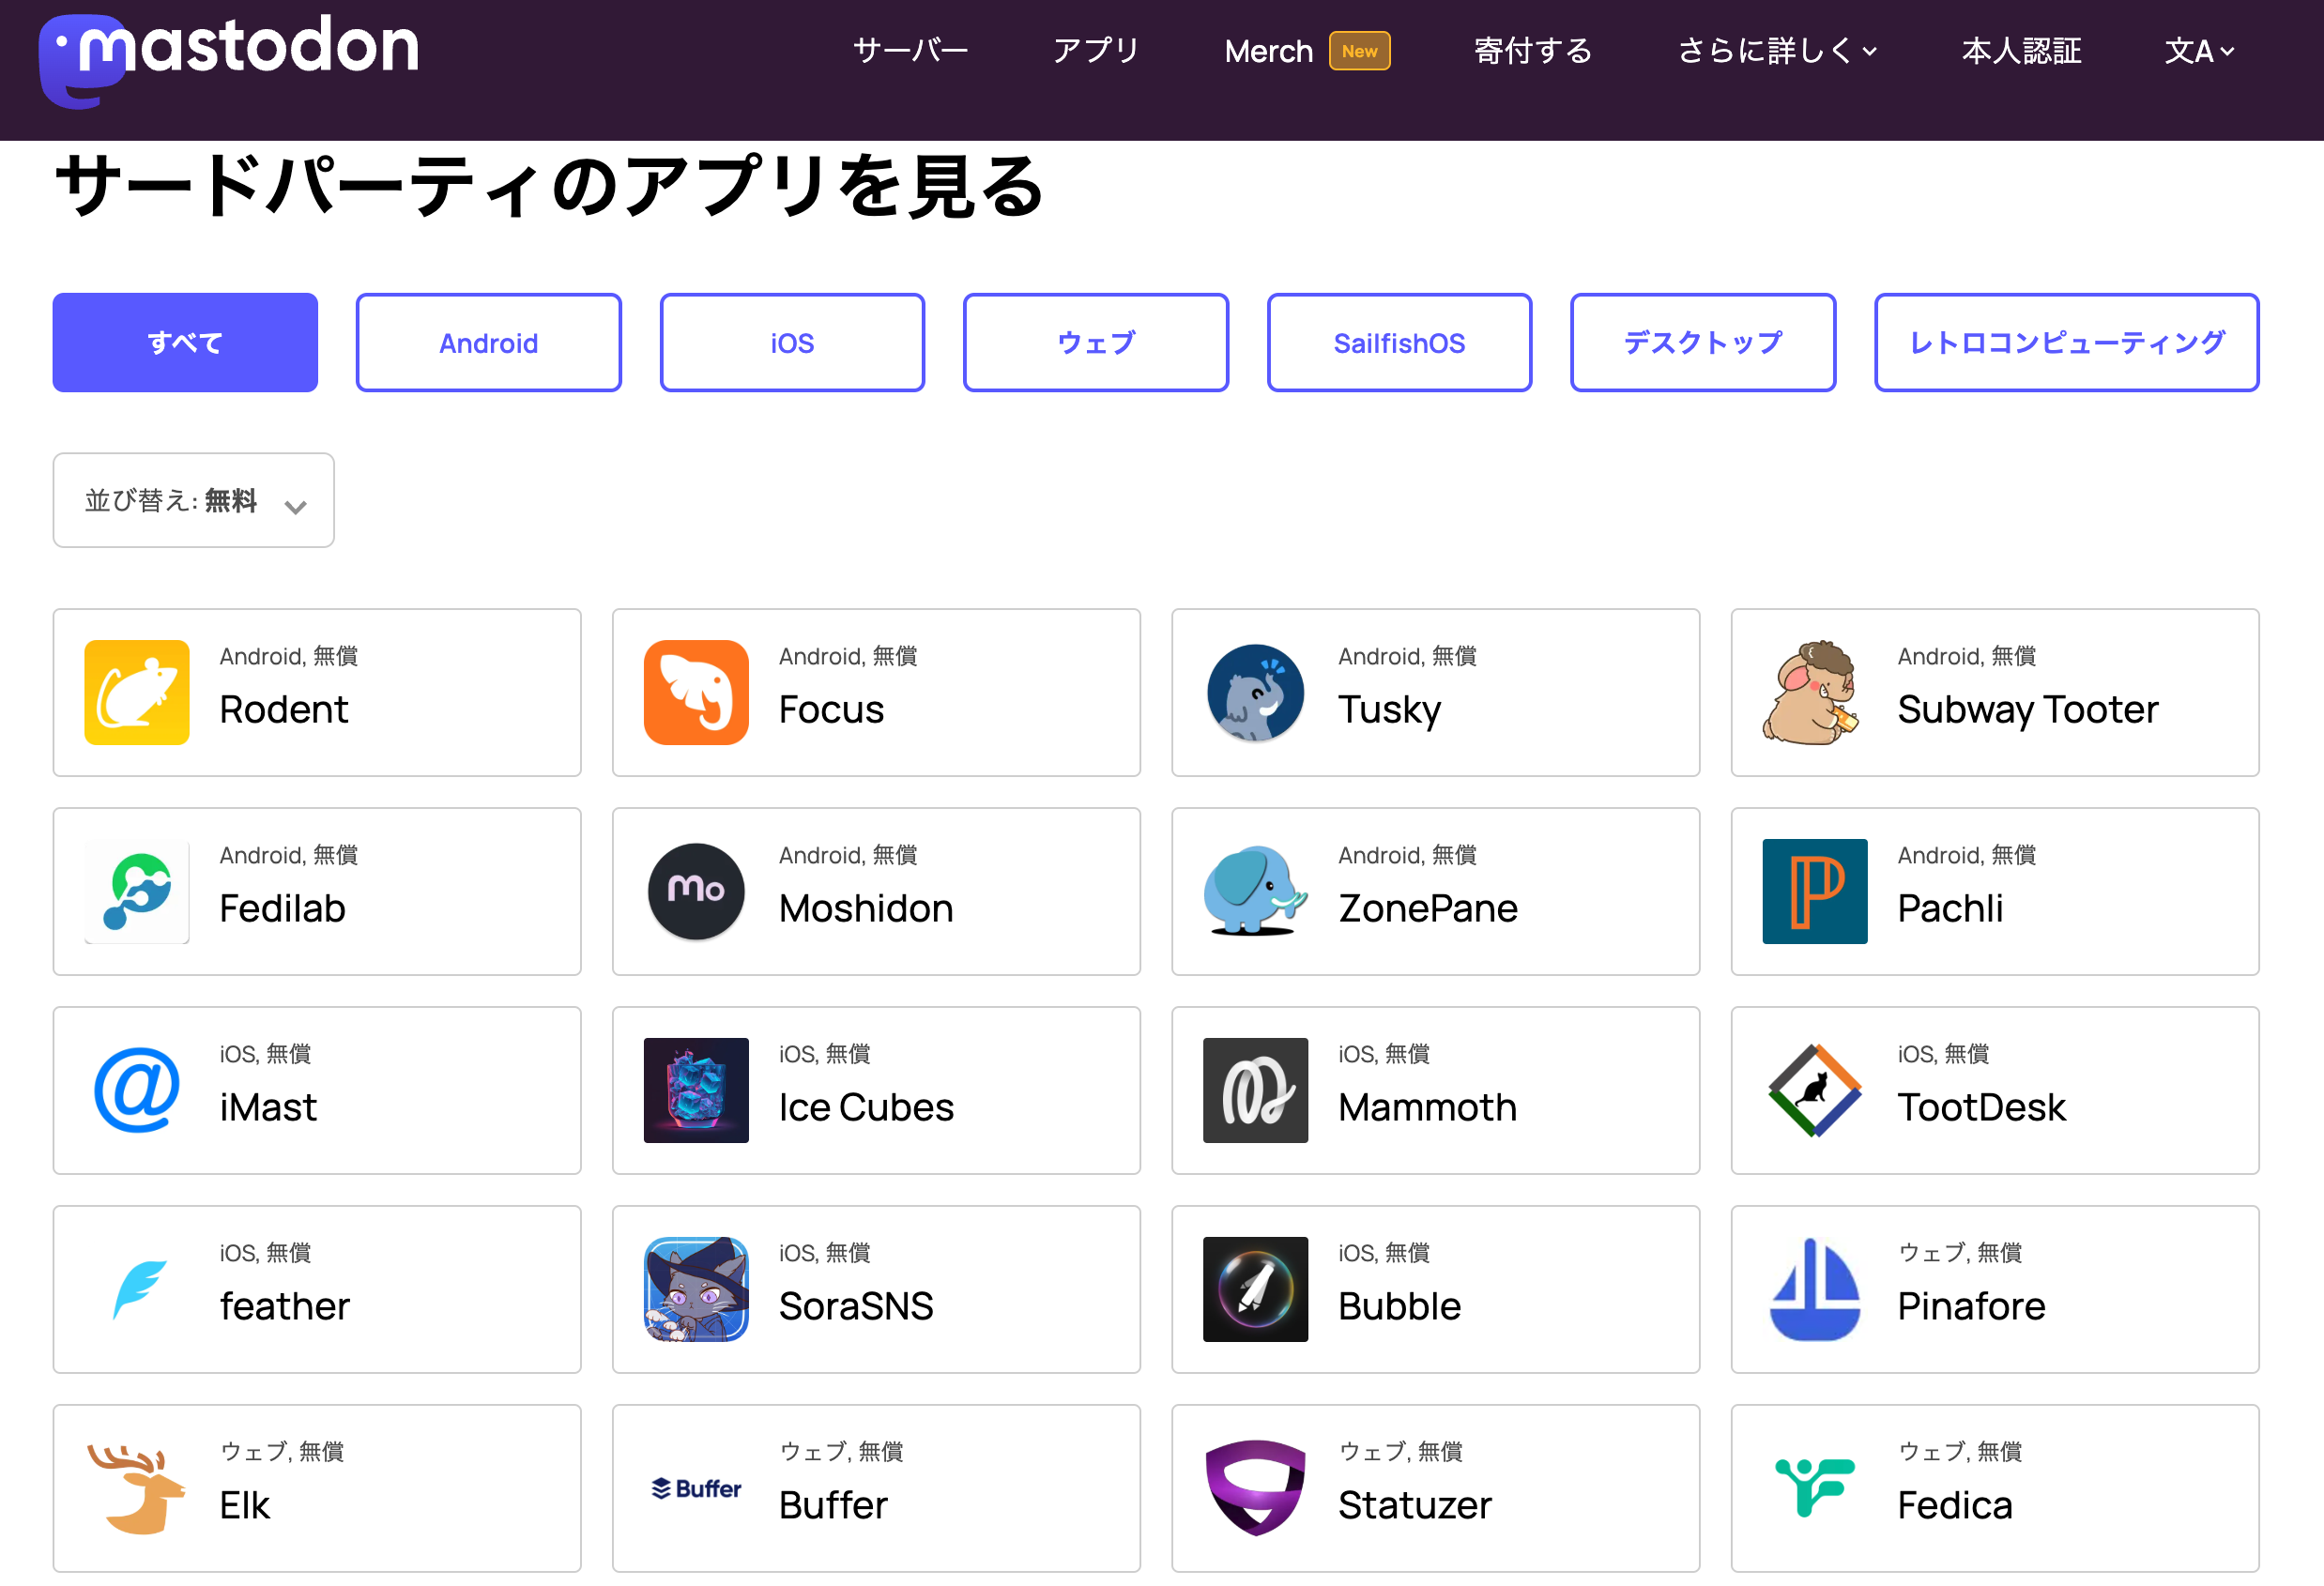 mastodon
サーバー アプリ Merch New 寄付する さらに詳しく 本人認証 文A
サードパーティのアプリを見る
すべて Android iOS ウェブ SailfishOS デスクトップ レトロコンピューティング
並び替え: 無料
Android, 無償
Rodent
Android, 無償
Focus
Android, 無償
Tusky
Android, 無償
Subway Tooter
Android, 無償
Fedilab
mo
Android, 無償
Moshidon
Android, 無償
ZonePane
P
Android, 無償
Pachli
@
iOS, 無償
iMast
iOS, 無償
Ice Cubes
iOS, 無償
Mammoth
iOS, 無償
TootDesk
iOS, 無償
feather
iOS, 無償
SoraSNS
iOS, 無償
Bubble
ウェブ, 無償
Pinafore
ウェブ, 無償
Elk
Buffer
ウェブ, 無償
Buffer
ウェブ, 無償
Statuzer
ウェブ, 無償
Fedica